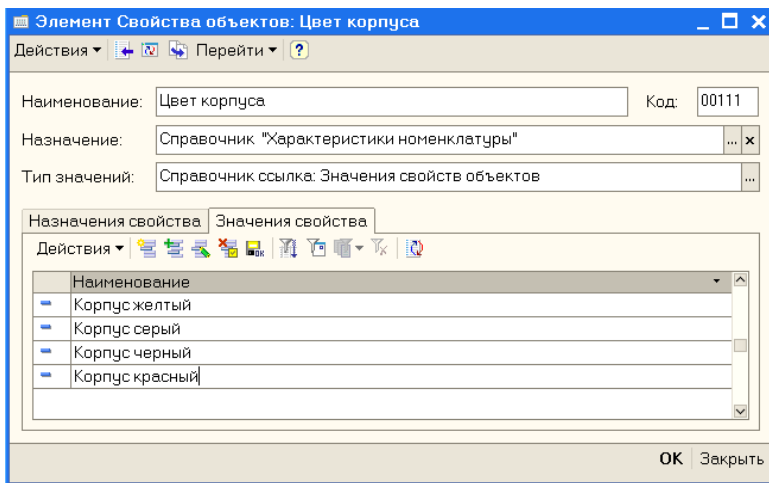 Элемент Свойства объектов: Цвет корпуса
Действия Перейти ?
Наименование: Цвет корпуса Код: 00111
Назначение: Справочник "Характеристики номенклатуры" ... x
Тип значений: Справочник ссылка: Значения свойств объектов ...
Назначения свойства Значения свойства
Действия
Наименование
Корпус желтый
Корпус серый
Корпус черный
Корпус красный
OK Закрыть